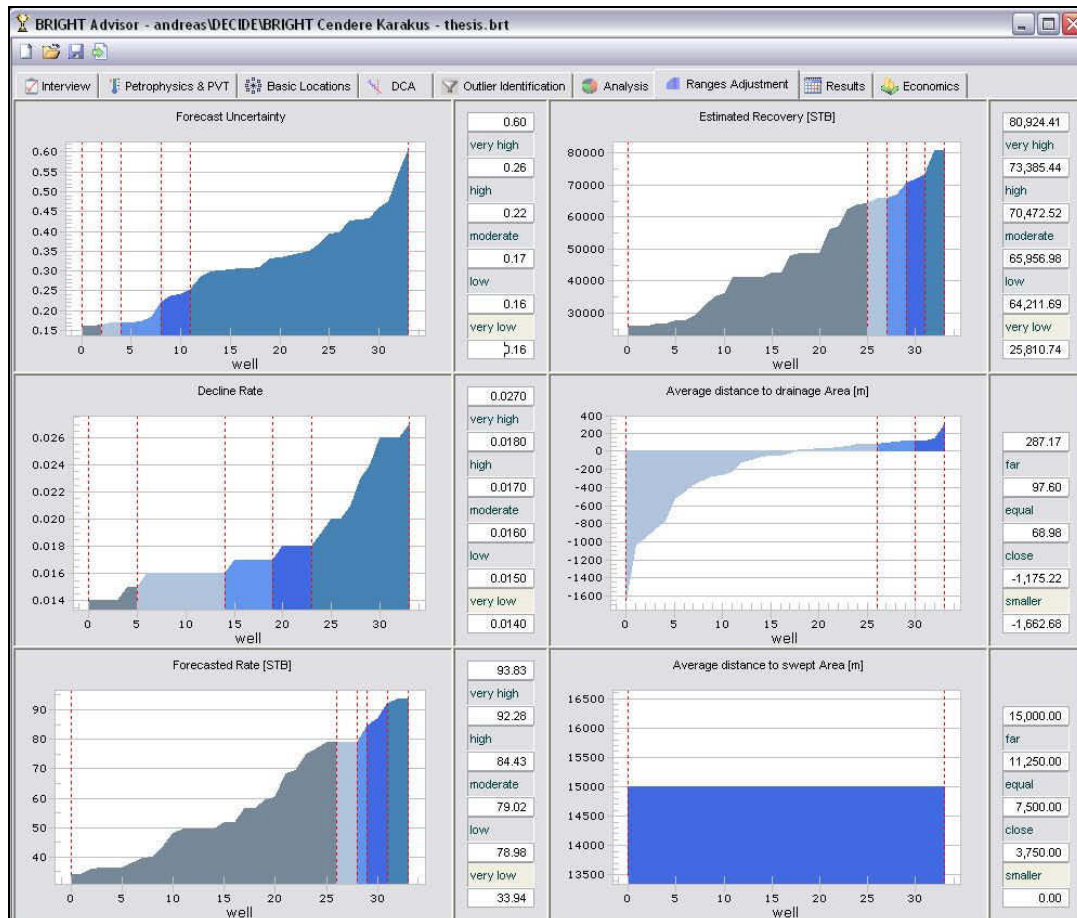 BRIGHT Advisor - andreas\DECIDE\BRIGHT Cendere Karakus - thesis.brt
Interview Petrophysics & PVT Basic Locations DCA Outlier Identification Analysis Ranges Adjustment Results Economics
Forecast Uncertainty
0.60
0.55
0.50
0.45
0.40
0.35
0.30
0.25
0.20
0.15
0 5 10 15 20 25 30
well
0.60
very high
0.26
high
0.22
moderate
0.17
low
0.16
very low
0.16
Estimated Recovery [STB]
80000
70000
60000
50000
40000
30000
0 5 10 15 20 25 30
well
80,924.41
very high
73,385.44
high
70,472.52
moderate
65,956.98
low
64,211.69
very low
25,810.74
Decline Rate
0.026
0.024
0.022
0.020
0.018
0.016
0.014
0 5 10 15 20 25 30
well
0.0270
very high
0.0180
high
0.0170
moderate
0.0160
low
0.0150
very low
0.0140
Average distance to drainage Area [m]
400
200
0
-200
-400
-600
-800
-1000
-1200
-1400
-1600
0 5 10 15 20 25 30
well
287.17
far
97.60
equal
68.98
close
-1,175.22
smaller
-1,662.68
Forecasted Rate [STB]
90
80
70
60
50
40
0 5 10 15 20 25 30
well
93.83
very high
92.28
high
84.43
moderate
79.02
low
78.98
very low
33.94
Average distance to swept Area [m]
16500
16000
15500
15000
14500
14000
13500
0 5 10 15 20 25 30
well
15,000.00
far
11,250.00
equal
7,500.00
close
3,750.00
smaller
0.00